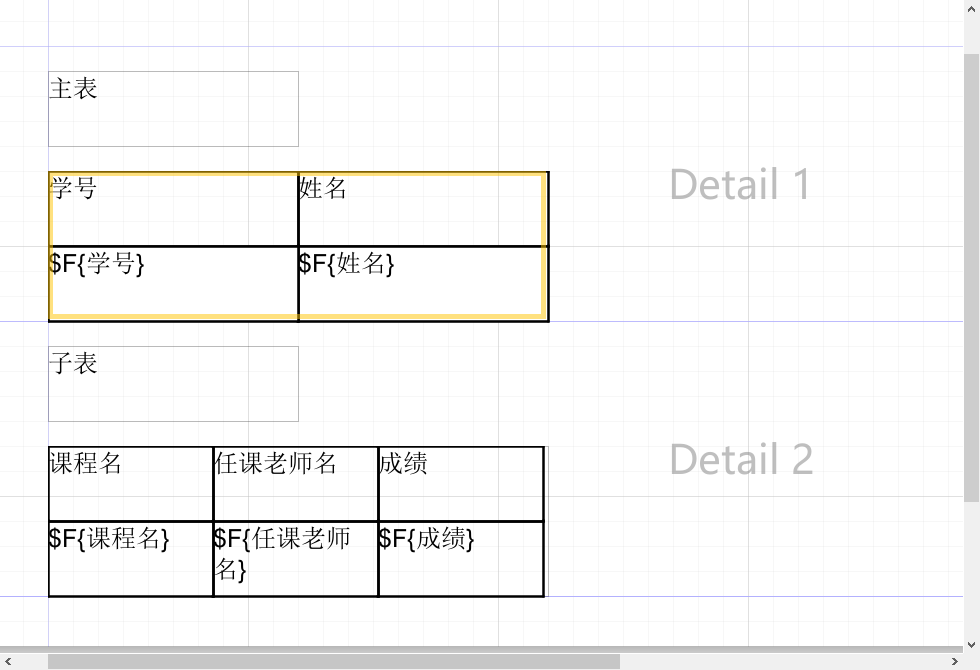 主表
学号 姓名 Detail 1
$F{学号} $F{姓名}
子表
课程名 任课老师名 成绩 Detail 2
$F{课程名} $F{任课老师 $F{成绩}
名}